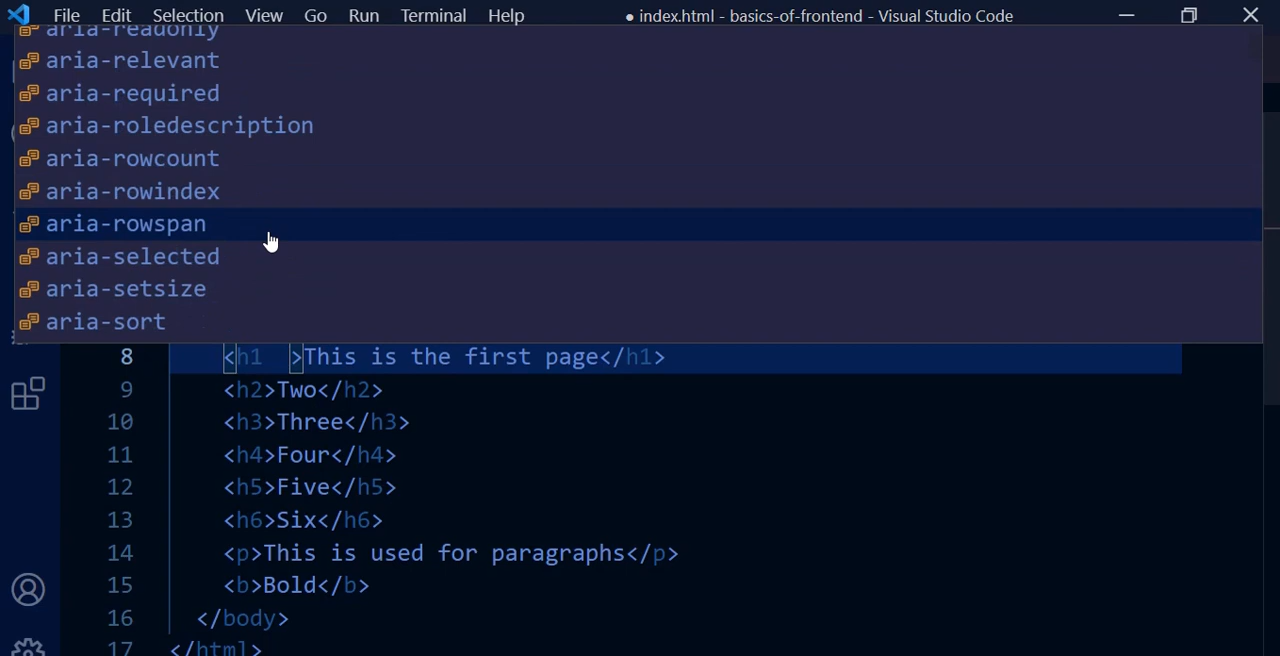 File Edit Selection View Go Run Terminal Help ● index.html - basics-of-frontend - Visual Studio Code
aria-readonly
aria-relevant
aria-required
aria-roledescription
aria-rowcount
aria-rowindex
aria-rowspan
aria-selected
aria-setsize
aria-sort
8 <h1 >This is the first page</h1>
9 <h2>Two</h2>
10 <h3>Three</h3>
11 <h4>Four</h4>
12 <h5>Five</h5>
13 <h6>Six</h6>
14 <p>This is used for paragraphs</p>
15 <b>Bold</b>
16 </body>
17 </html>